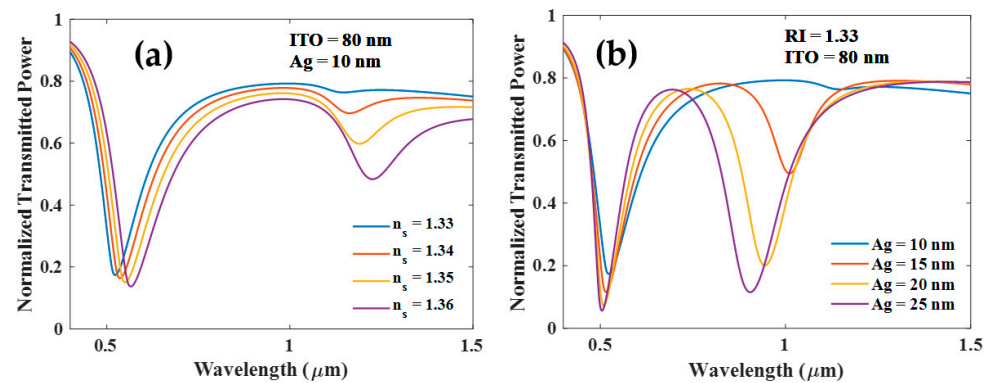 (a)
ITO = 80 nm
Ag = 10 nm
Normalized Transmitted Power
1
0.8
0.6
0.4
0.2
0
n_s = 1.33
n_s = 1.34
n_s = 1.35
n_s = 1.36
0.5
1
1.5
Wavelength (μm)
(b)
RI = 1.33
ITO = 80 nm
Normalized Transmitted Power
1
0.8
0.6
0.4
0.2
0
Ag = 10 nm
Ag = 15 nm
Ag = 20 nm
Ag = 25 nm
0.5
1
1.5
Wavelength (μm)